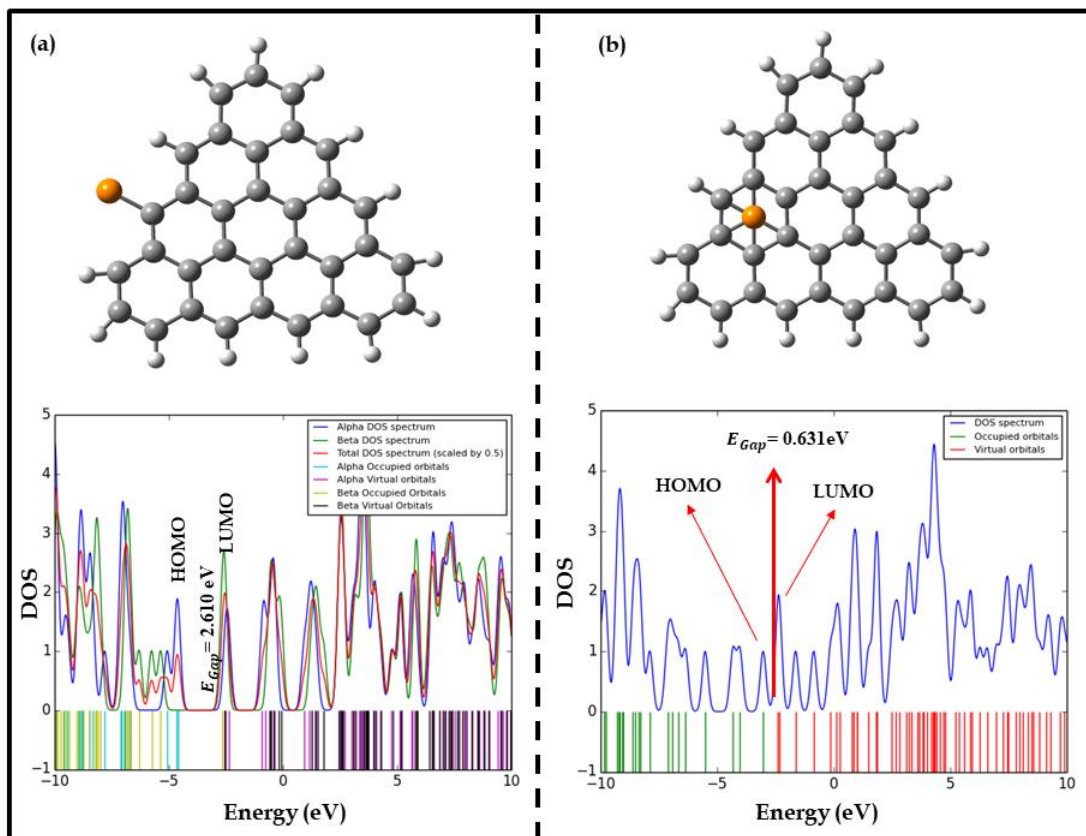 (a)
5
4
3
2
1
0
−1
−10
−5
0
5
10
DOS
Energy (eV)
Alpha DOS spectrum
Beta DOS spectrum
Total DOS spectrum (scaled by 0.5)
Alpha Occupied orbitals
Alpha Virtual orbitals
Beta Occupied Orbitals
Beta Virtual Orbitals
HOMO
LUMO
E_Gap = 2.610 eV
(b)
5
4
3
2
1
0
−1
−10
−5
0
5
10
DOS
Energy (eV)
DOS spectrum
Occupied orbitals
Virtual orbitals
E_Gap = 0.631eV
HOMO
LUMO